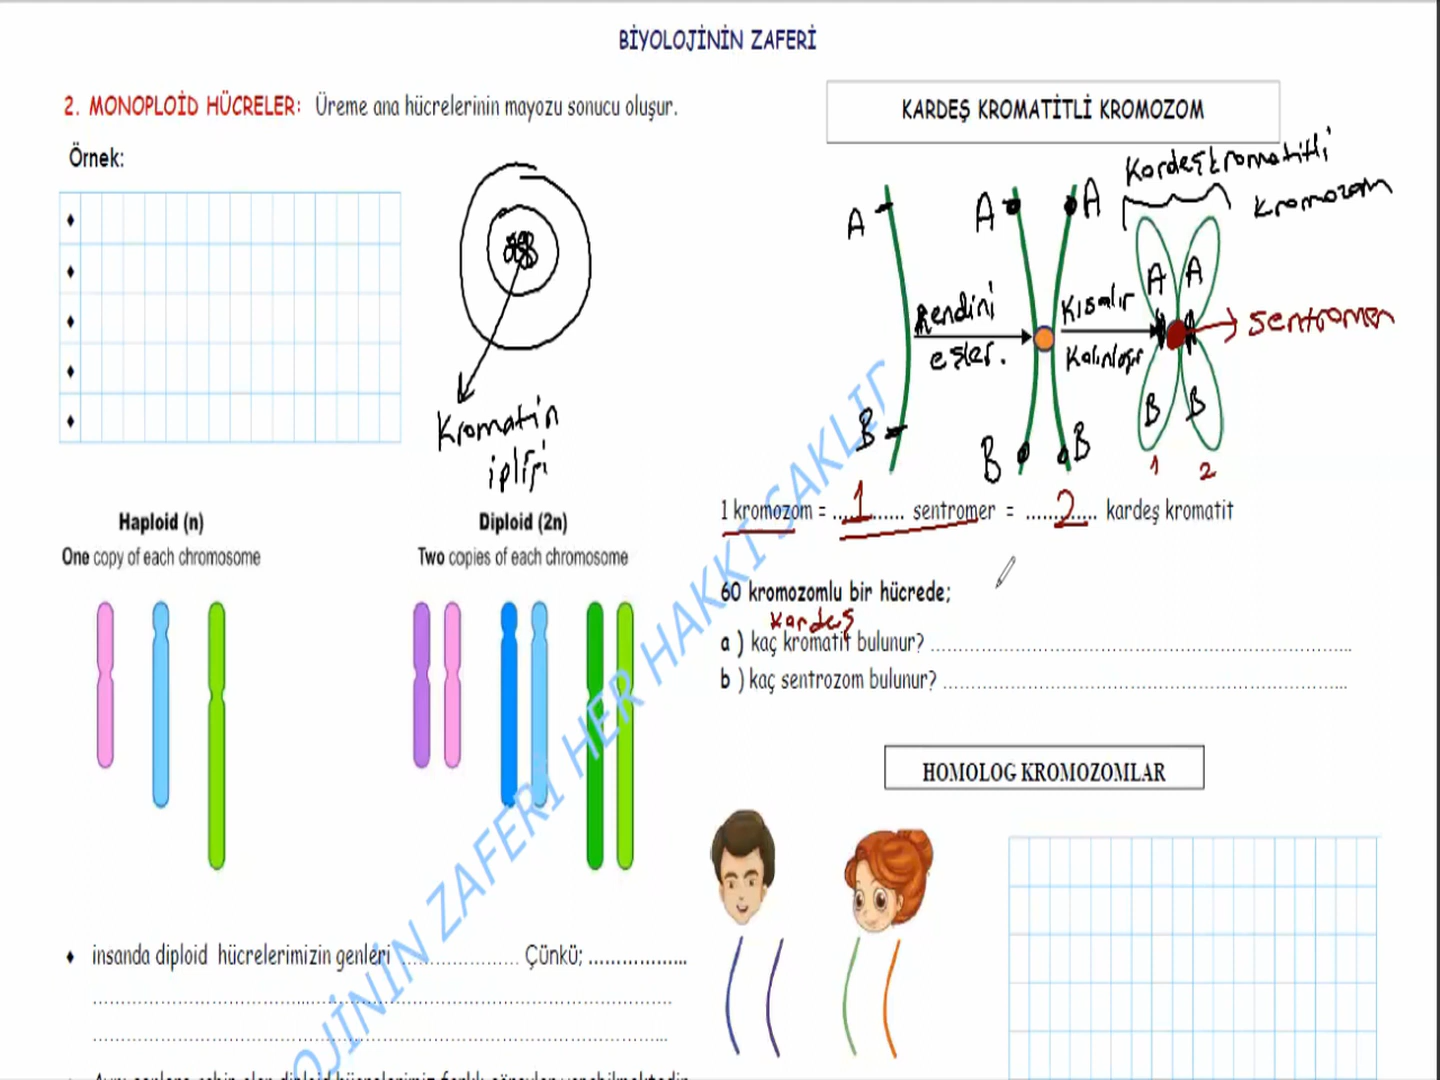 BİYOLOJİNİN ZAFERİ
2. MONOPLOİD HÜCRELER: Üreme ana hücrelerinin mayozu sonucu oluşur.
Örnek:
Kromatin
ipliği
Haploid (n)
One copy of each chromosome
Diploid (2n)
Two copies of each chromosome
insanda diploid hücrelerimizin genleri .................... Çünkü; ..................
KARDEŞ KROMATİTLİ KROMOZOM
Kardeş kromatitli
kromozom
A
A
A
A
A
Kendini
eşler.
Kısalır
Kalınlaşır
sentromer
B
B
B
B
B
1
2
1 kromozom = ....1........ sentromer = ......2...... kardeş kromatit
60 kromozomlu bir hücrede;
kardeş
a ) kaç kromatit bulunur? ..........................................................
b ) kaç sentrozom bulunur? ..........................................................
HOMOLOG KROMOZOMLAR
OJİNİN ZAFERİ HER HAKKI SAKLIT